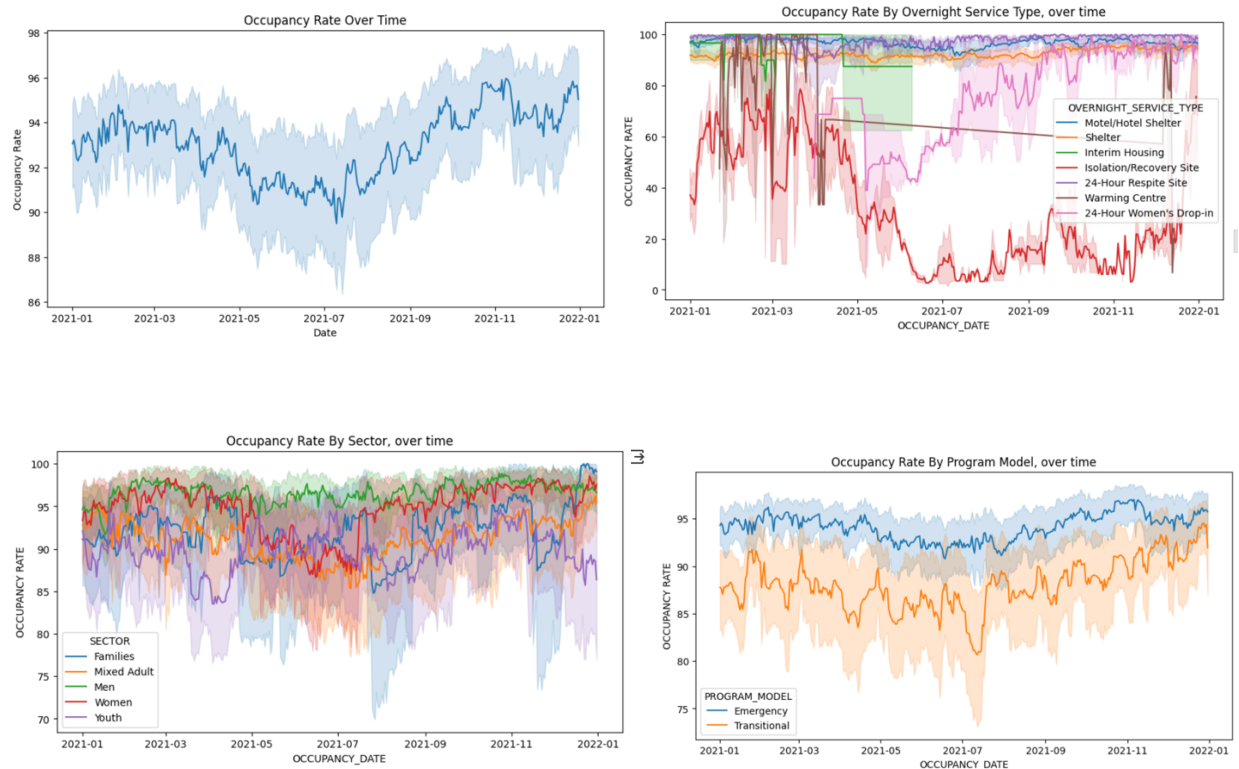 Occupancy Rate Over Time
98
96
94
92
90
88
86
Occupancy Rate
2021-01 2021-03 2021-05 2021-07 2021-09 2021-11 2022-01
Date
Occupancy Rate By Overnight Service Type, over time
100
80
60
40
20
0
OCCUPANCY RATE
OVERNIGHT_SERVICE_TYPE
Motel/Hotel Shelter
Shelter
Interim Housing
Isolation/Recovery Site
24-Hour Respite Site
Warming Centre
24-Hour Women's Drop-in
2021-01 2021-03 2021-05 2021-07 2021-09 2021-11 2022-01
OCCUPANCY_DATE
Occupancy Rate By Sector, over time
100
95
90
85
80
75
70
OCCUPANCY RATE
SECTOR
Families
Mixed Adult
Men
Women
Youth
2021-01 2021-03 2021-05 2021-07 2021-09 2021-11 2022-01
OCCUPANCY_DATE
Occupancy Rate By Program Model, over time
95
90
85
80
75
OCCUPANCY RATE
PROGRAM_MODEL
Emergency
Transitional
2021-01 2021-03 2021-05 2021-07 2021-09 2021-11 2022-01
OCCUPANCY_DATE